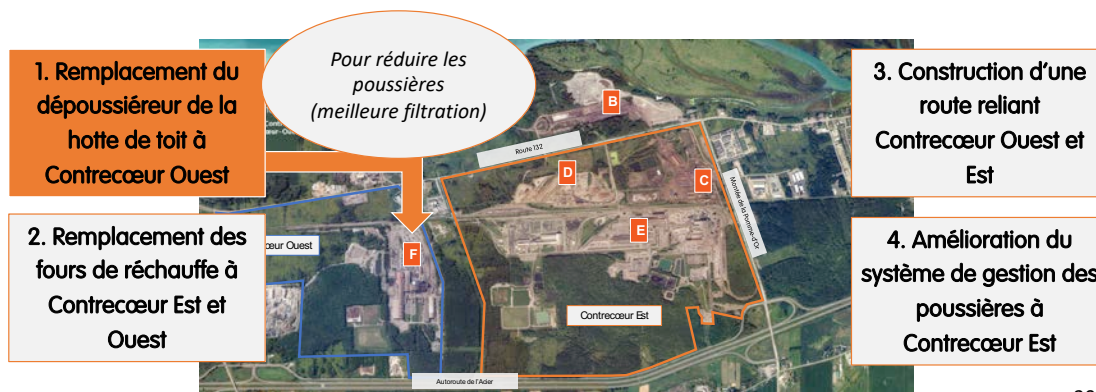 1. Remplacement du
dépoussiéreur de la
hotte de toit à
Contrecœur Ouest
Pour réduire les
poussières
(meilleure filtration)
3. Construction d’une
route reliant
Contrecœur Ouest et
Est
2. Remplacement des
fours de réchauffe à
Contrecœur Est et
Ouest
4. Amélioration du
système de gestion des
poussières à
Contrecœur Est
B
Route 132
D
C
Montée de la Pomme-d’Or
E
F
œur Ouest
Contrecœur Est
Autoroute de l’Acier